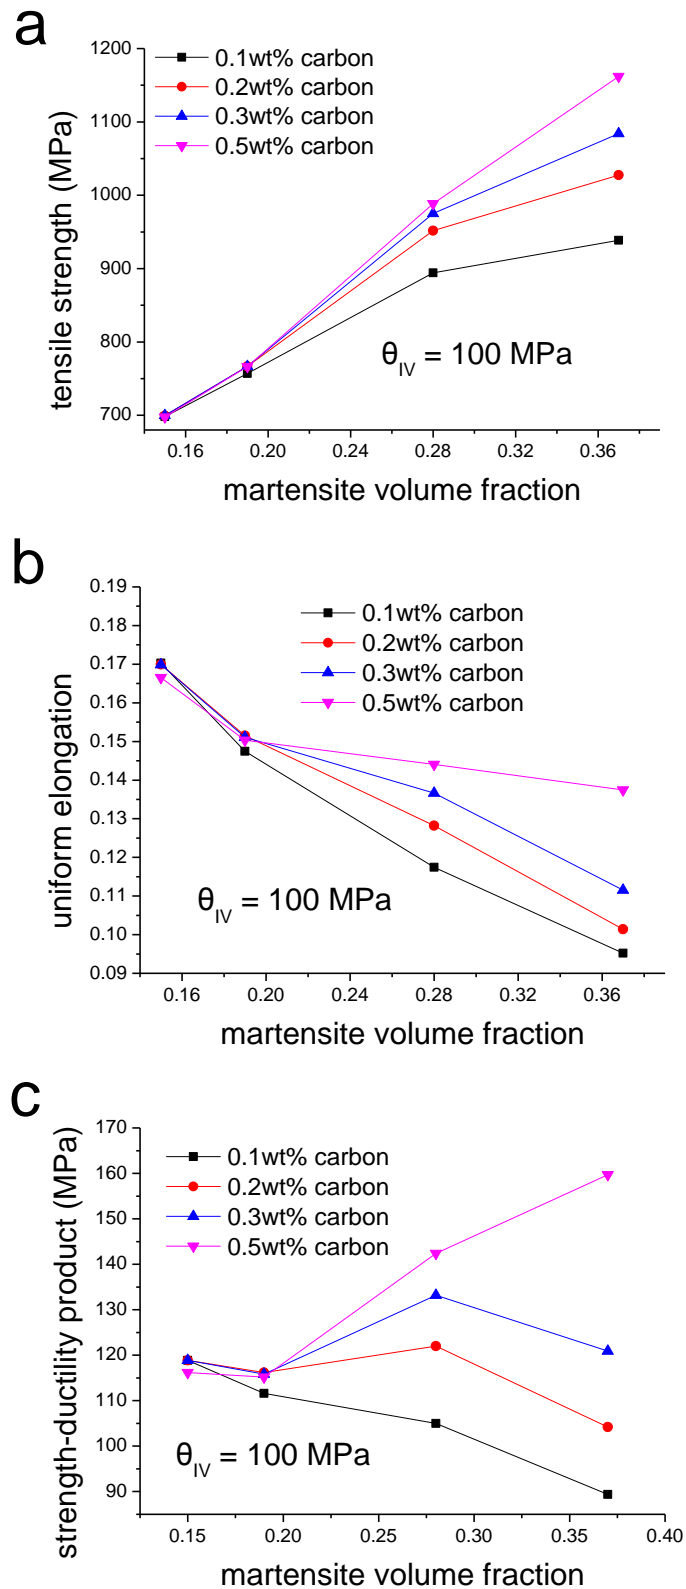 a
1200
1100
1000
900
800
700
tensile strength (MPa)
0.1wt% carbon
0.2wt% carbon
0.3wt% carbon
0.5wt% carbon
θIV = 100 MPa
0.16 0.20 0.24 0.28 0.32 0.36
martensite volume fraction
b
0.19
0.18
0.17
0.16
0.15
0.14
0.13
0.12
0.11
0.10
0.09
uniform elongation
0.1wt% carbon
0.2wt% carbon
0.3wt% carbon
0.5wt% carbon
θIV = 100 MPa
0.16 0.20 0.24 0.28 0.32 0.36
martensite volume fraction
c
170
160
150
140
130
120
110
100
90
strength-ductility product (MPa)
0.1wt% carbon
0.2wt% carbon
0.3wt% carbon
0.5wt% carbon
θIV = 100 MPa
0.15 0.20 0.25 0.30 0.35 0.40
martensite volume fraction